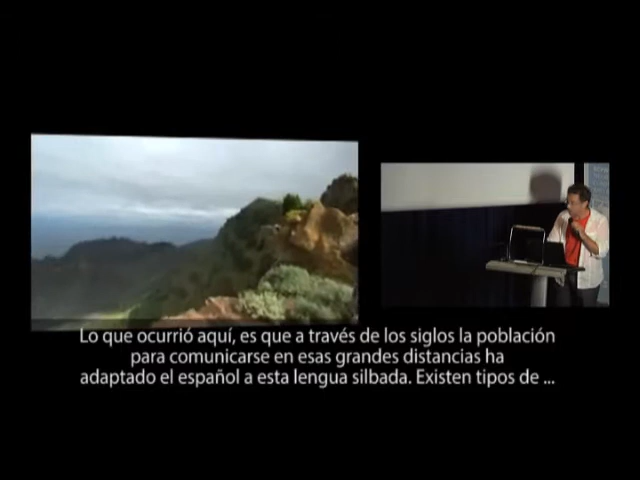 Lo que ocurrió aquí, es que a través de los siglos la población
para comunicarse en esas grandes distancias ha
adaptado el español a esta lengua silbada. Existen tipos de ...